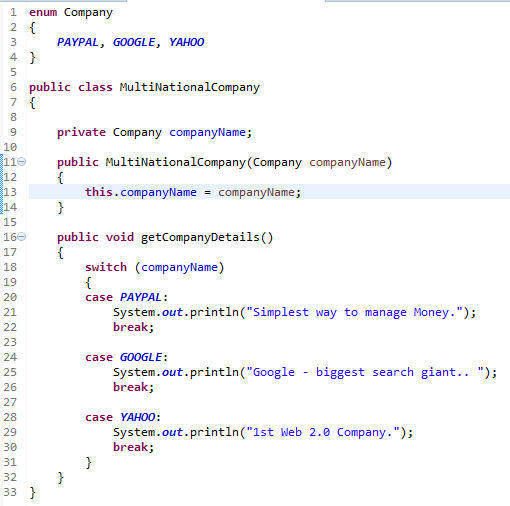 1 enum Company
2 {
3     PAYPAL, GOOGLE, YAHOO
4 }
5
6 public class MultiNationalCompany
7 {
8
9     private Company companyName;
10
11     public MultiNationalCompany(Company companyName)
12     {
13         this.companyName = companyName;
14     }
15
16     public void getCompanyDetails()
17     {
18         switch (companyName)
19         {
20         case PAYPAL:
21             System.out.println("Simplest way to manage Money.");
22             break;
23
24         case GOOGLE:
25             System.out.println("Google - biggest search giant.. ");
26             break;
27
28         case YAHOO:
29             System.out.println("1st Web 2.0 Company.");
30             break;
31         }
32     }
33 }